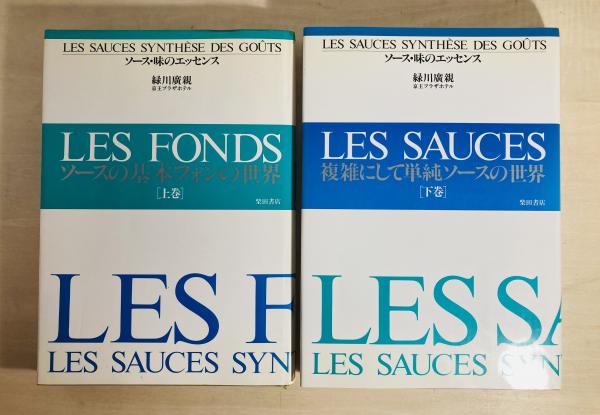 LES SAUCES SYNTHÈSE DES GOÛTS
ソース・味のエッセンス
緑川廣親
京王プラザホテル
LES FONDS
ソースの基本フォンの世界
[上巻]
柴田書店
LES F
LES SAUCES SYN
LES SAUCES SYNTHÈSE DES GOÛTS
ソース・味のエッセンス
緑川廣親
京王プラザホテル
LES SAUCES
複雑にして単純ソースの世界
[下巻]
柴田書店
LES SA
LES SAUCES SYN